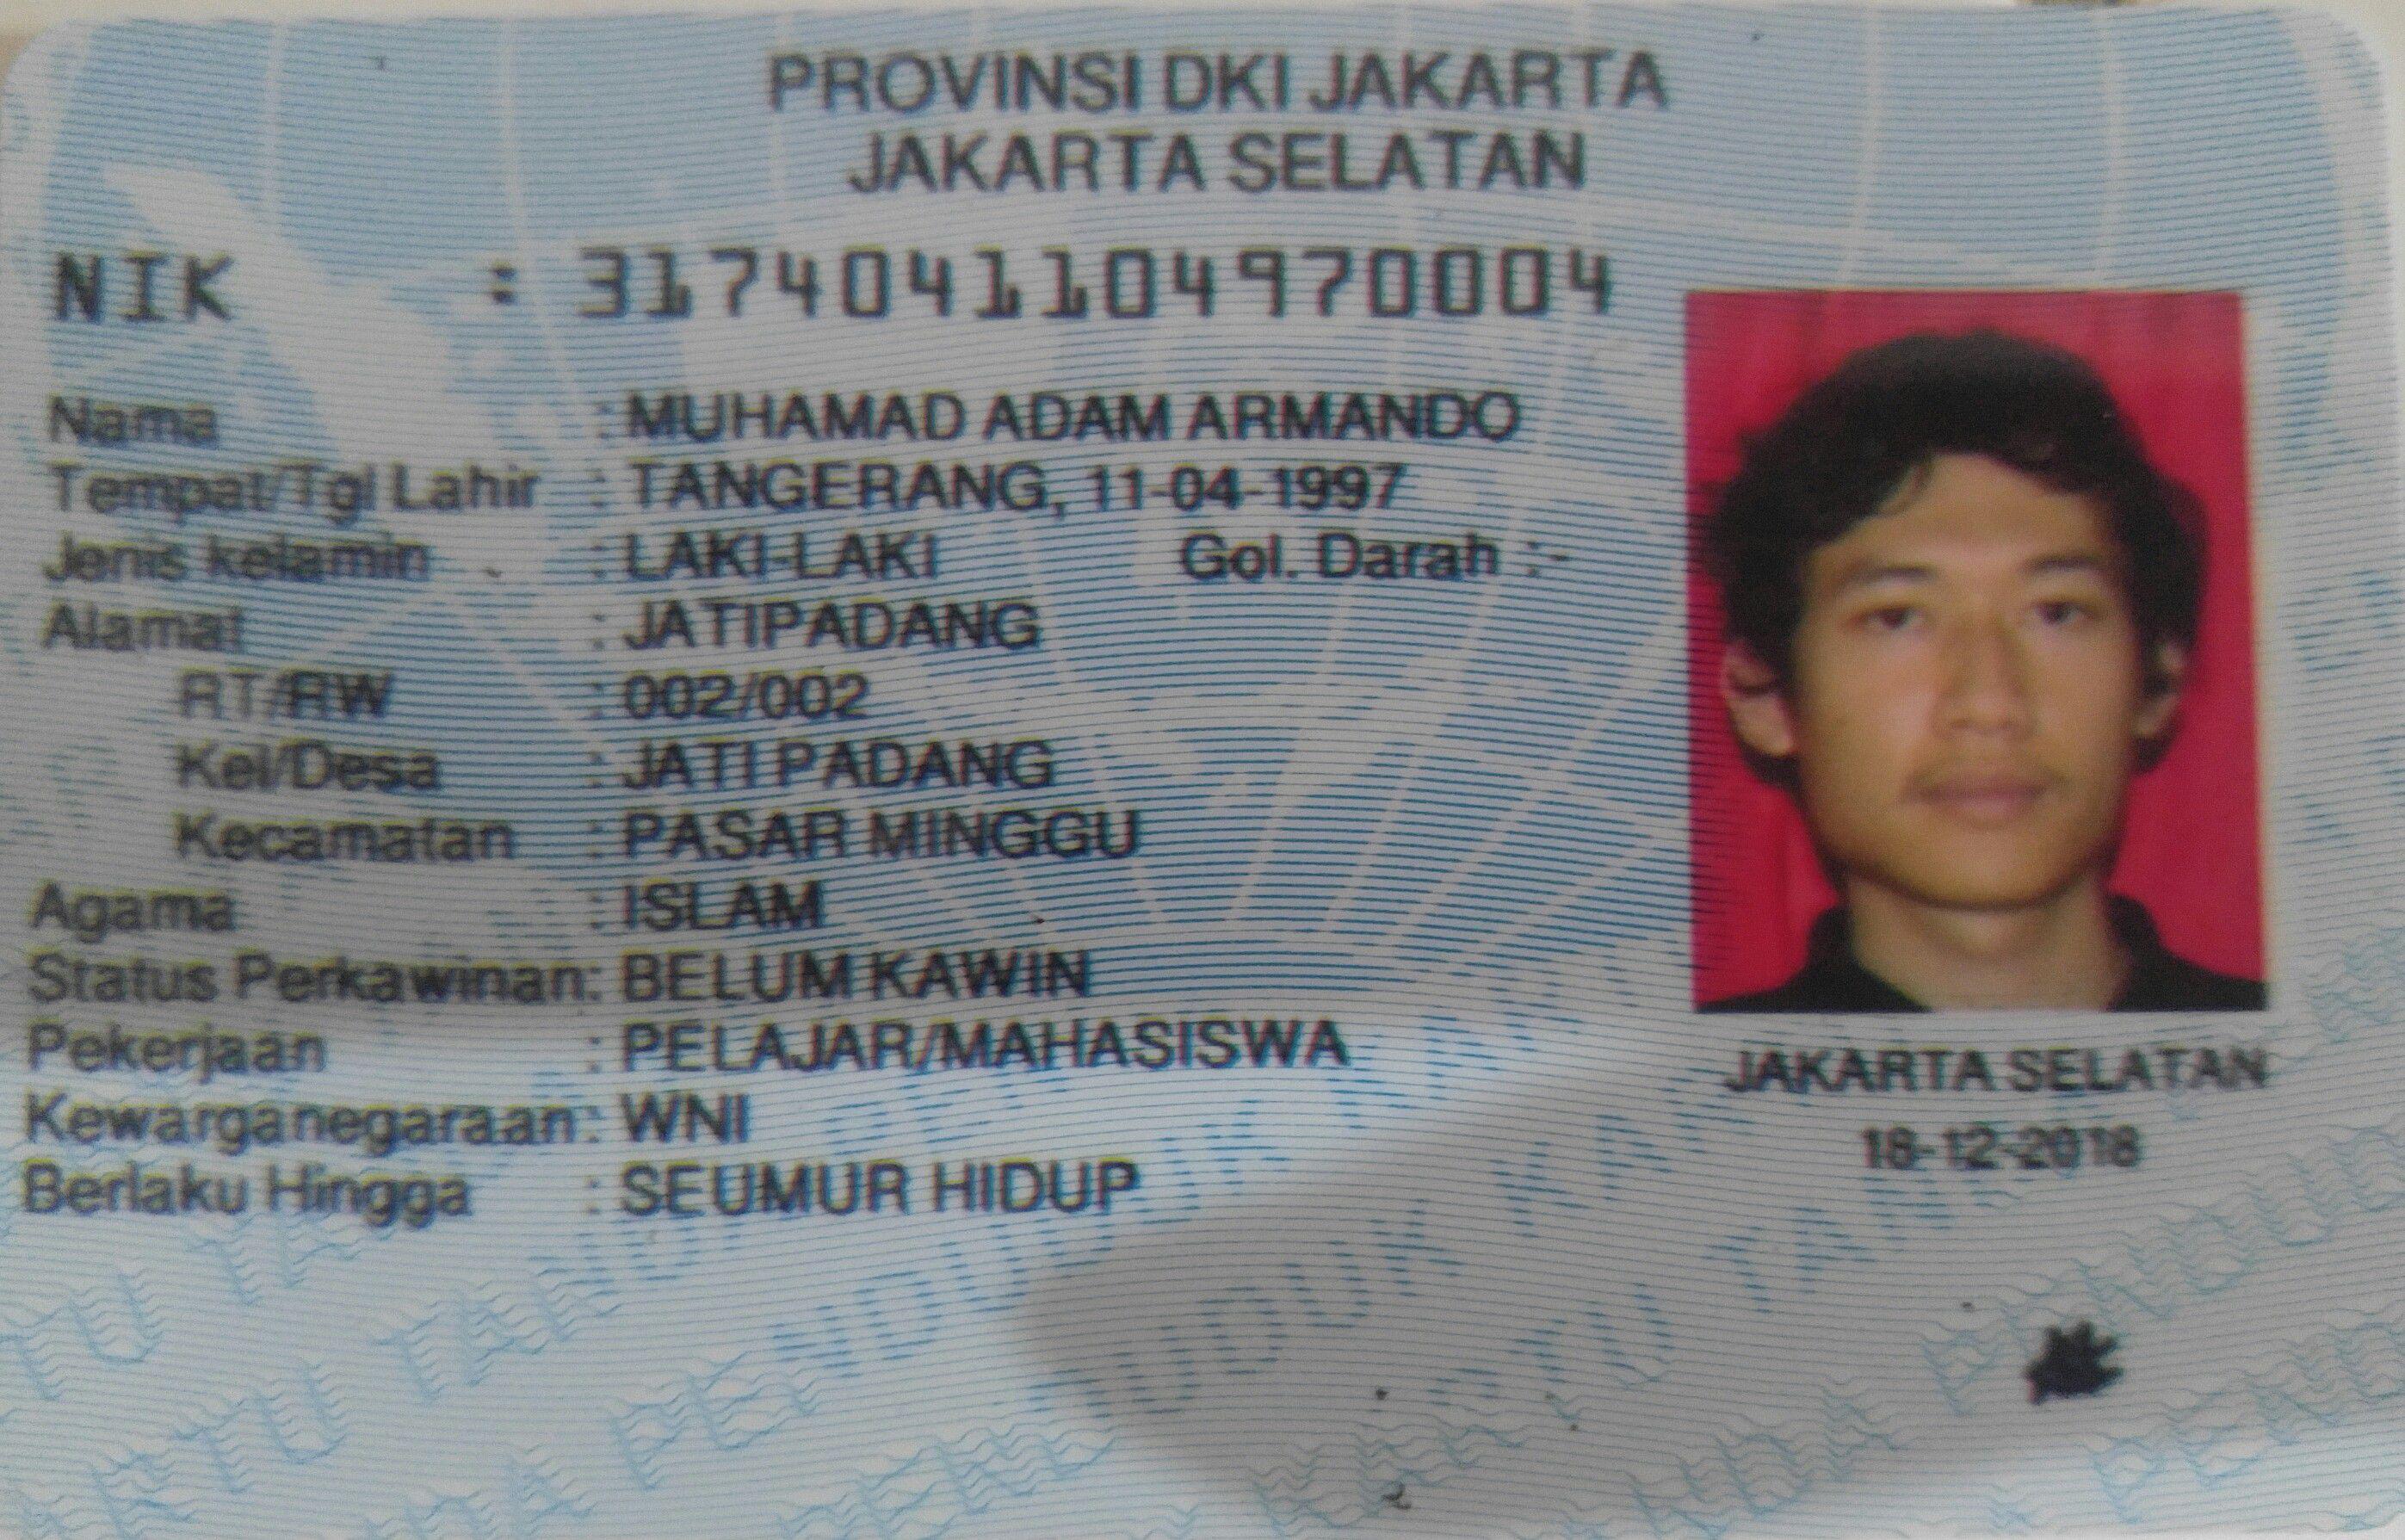 PROVINSI DKI JAKARTA
JAKARTA SELATAN
NIK : 3174041104970004
Nama : MUHAMAD ADAM ARMANDO
Tempat/Tgl Lahir : TANGERANG, 11-04-1997
Jenis kelamin : LAKI-LAKI Gol. Darah :-
Alamat : JATIPADANG
RT/RW : 002/002
Kel/Desa : JATI PADANG
Kecamatan : PASAR MINGGU
Agama : ISLAM
Status Perkawinan: BELUM KAWIN
Pekerjaan : PELAJAR/MAHASISWA
Kewarganegaraan: WNI
Berlaku Hingga : SEUMUR HIDUP
JAKARTA SELATAN
18-12-2018